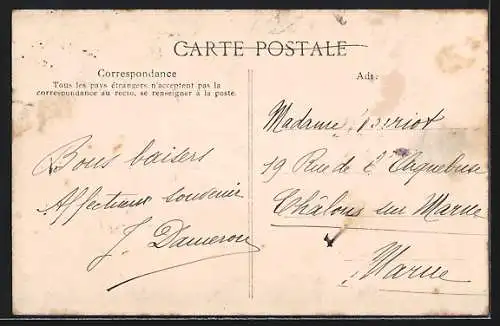 CARTE POSTALE
Correspondance
Tous les pays étrangers n'acceptent pas la
correspondance au recto, se renseigner à la poste.
Bons baisers
Affectueux souvenir
J. Dameron
Adr
Madame
19 Rue de l'Arquebuse
Châlons sur Marne
Marne